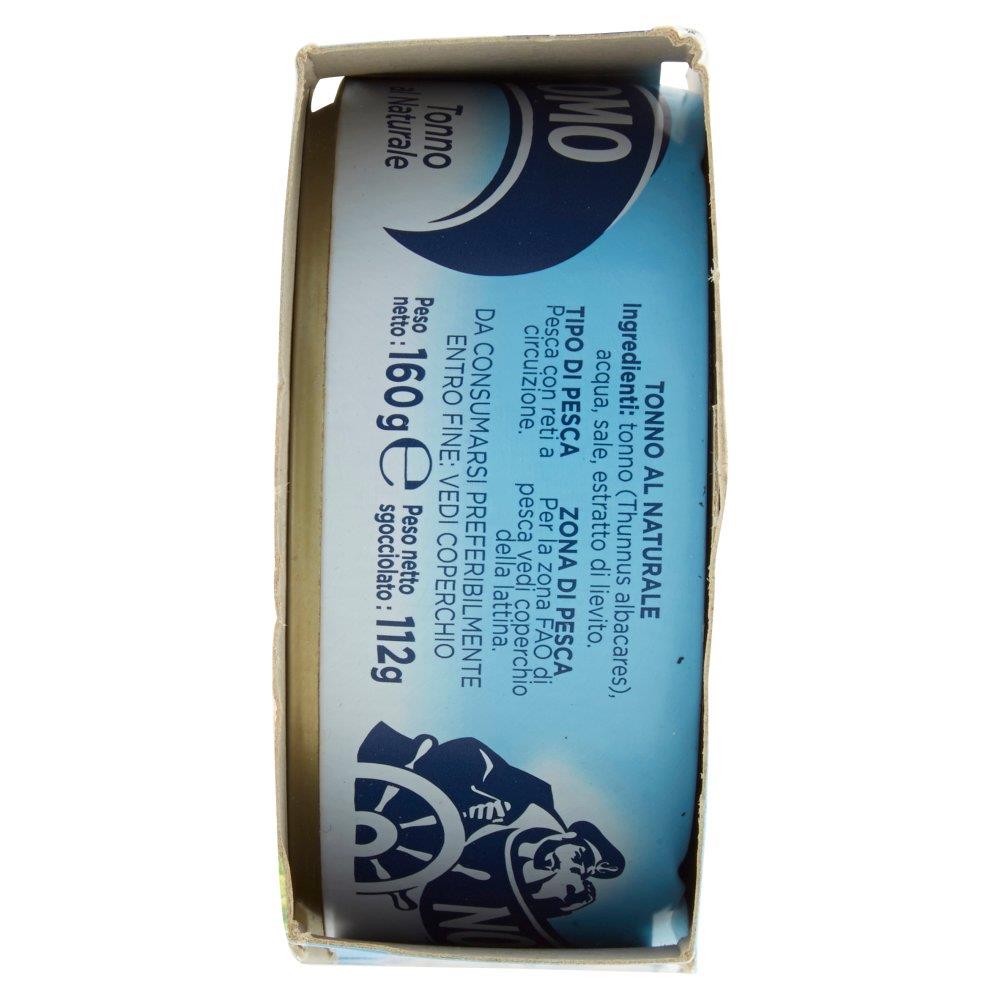 OMO
Tonno
al Naturale
TONNO AL NATURALE
Ingredienti: tonno (Thunnus albacares),
acqua, sale, estratto di lievito.
TIPO DI PESCA
Pesca con reti a
circuizione.
ZONA DI PESCA
Per la zona FAO di
pesca vedi coperchio
della lattina.
DA CONSUMARSI PREFERIBILMENTE
ENTRO FINE: VEDI COPERCHIO
Peso
netto: 160g e
Peso netto
sgocciolato: 112g
NO